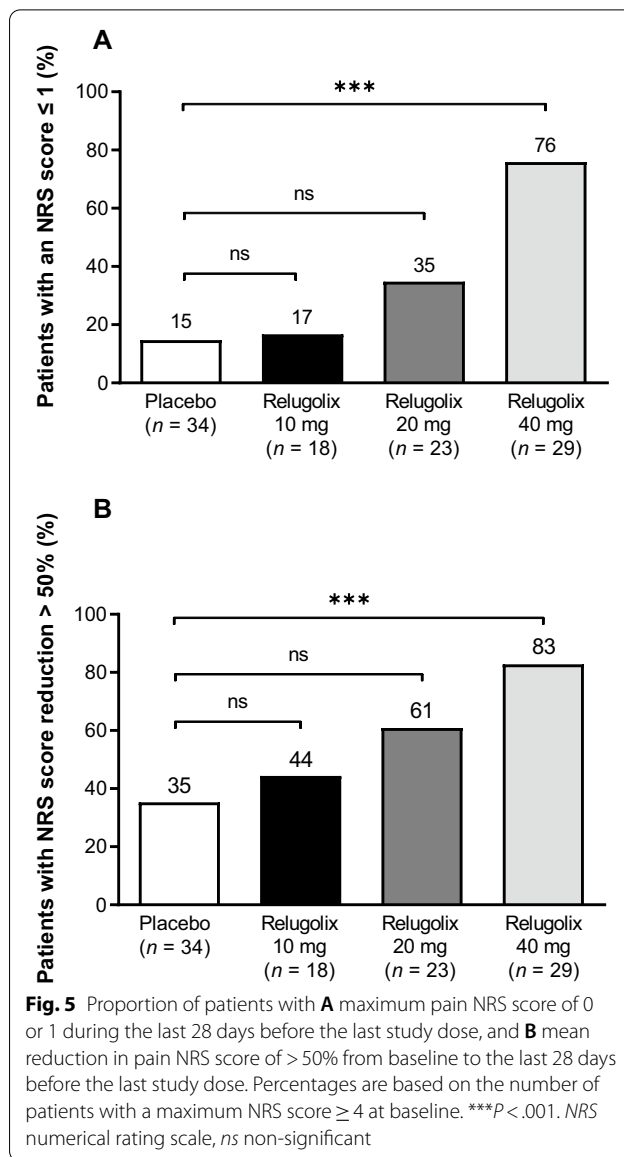 A
Patients with an NRS score ≤ 1 (%)
100
80
60
40
20
0
***
ns
ns
15
17
35
76
Placebo
(n = 34)
Relugolix
10 mg
(n = 18)
Relugolix
20 mg
(n = 23)
Relugolix
40 mg
(n = 29)
B
Patients with NRS score reduction > 50% (%)
100
80
60
40
20
0
***
ns
ns
35
44
61
83
Placebo
(n = 34)
Relugolix
10 mg
(n = 18)
Relugolix
20 mg
(n = 23)
Relugolix
40 mg
(n = 29)
Fig. 5 Proportion of patients with A maximum pain NRS score of 0
or 1 during the last 28 days before the last study dose, and B mean
reduction in pain NRS score of > 50% from baseline to the last 28 days
before the last study dose. Percentages are based on the number of
patients with a maximum NRS score ≥ 4 at baseline. ***P < .001. NRS
numerical rating scale, ns non-significant